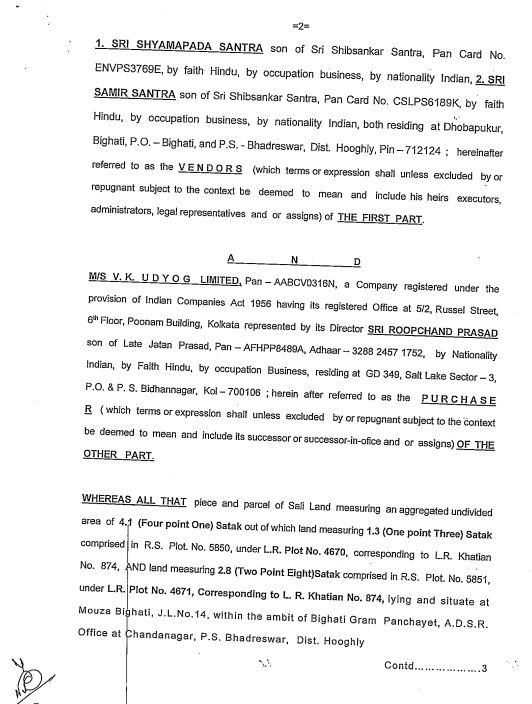 =2=
1. SRI SHYAMAPADA SANTRA son of Sri Shibsankar Santra, Pan Card No.
ENVPS3769E, by faith Hindu, by occupation business, by nationality Indian, 2. SRI
SAMIR SANTRA son of Sri Shibsankar Santra, Pan Card No. CSLPS6189K, by faith
Hindu, by occupation business, by nationality Indian, both residing at Dhobapukur,
Bighati, P.O. – Bighati, and P.S. - Bhadreswar, Dist. Hooghly, Pin – 712124 ; hereinafter
referred to as the V E N D O R S (which terms or expression shall unless excluded by or
repugnant subject to the context be deemed to mean and include his heirs executors,
administrators, legal representatives and or assigns) of THE FIRST PART.
A N D
M/S V. K. U D Y O G LIMITED, Pan – AABCV0316N, a Company registered under the
provision of Indian Companies Act 1956 having its registered Office at 5/2, Russel Street,
6th Floor, Poonam Building, Kolkata represented by its Director SRI ROOPCHAND PRASAD
son of Late Jatan Prasad, Pan – AFHPP8489A, Adhaar – 3288 2457 1752, by Nationality
Indian, by Faith Hindu, by occupation Business, residing at GD 349, Salt Lake Sector – 3,
P.O. & P. S. Bidhannagar, Kol – 700106 ; herein after referred to as the P U R C H A S E
R ( which terms or expression shall unless excluded by or repugnant subject to the context
be deemed to mean and include its successor or successor-in-ofice and or assigns) OF THE
OTHER PART.
WHEREAS ALL THAT piece and parcel of Sali Land measuring an aggregated undivided
area of 4.1 (Four point One) Satak out of which land measuring 1.3 (One point Three) Satak
comprised in R.S. Plot. No. 5850, under L.R. Plot No. 4670, corresponding to L.R. Khatian
No. 874, AND land measuring 2.8 (Two Point Eight)Satak comprised in R.S. Plot. No. 5851,
under L.R. Plot No. 4671, Corresponding to L. R. Khatian No. 874, lying and situate at
Mouza Bighati, J.L.No.14, within the ambit of Bighati Gram Panchayet, A.D.S.R.
Office at Chandanagar, P.S. Bhadreswar, Dist. Hooghly
Contd..................3